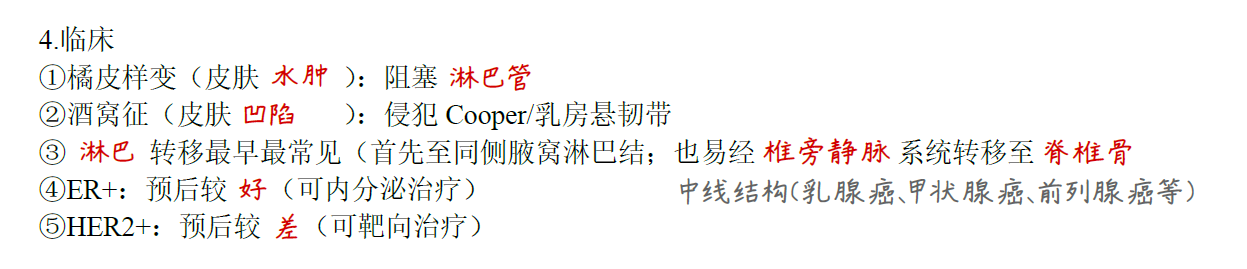 4.临床
①橘皮样变（皮肤 水肿 ）：阻塞 淋巴管
②酒窝征（皮肤 凹陷 ）：侵犯 Cooper/乳房悬韧带
③ 淋巴 转移最早最常见（首先至同侧腋窝淋巴结；也易经 椎旁静脉 系统转移至 脊椎骨
④ER+：预后较 好（可内分泌治疗） 中线结构(乳腺癌、甲状腺癌、前列腺癌等)
⑤HER2+：预后较 差（可靶向治疗）